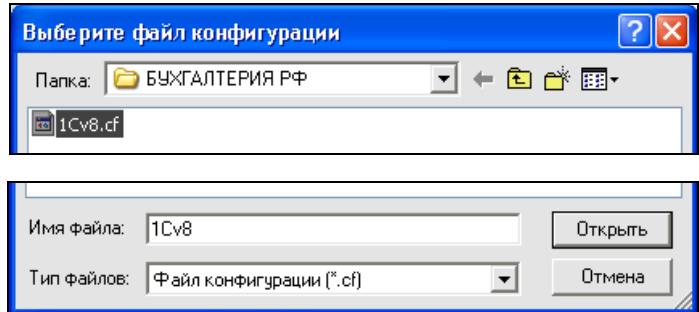 Выберите файл конфигурации
Папка: БУХГАЛТЕРИЯ РФ
1Cv8.cf
Имя файла: 1Cv8 Открыть
Тип файлов: Файл конфигурации (*.cf) Отмена